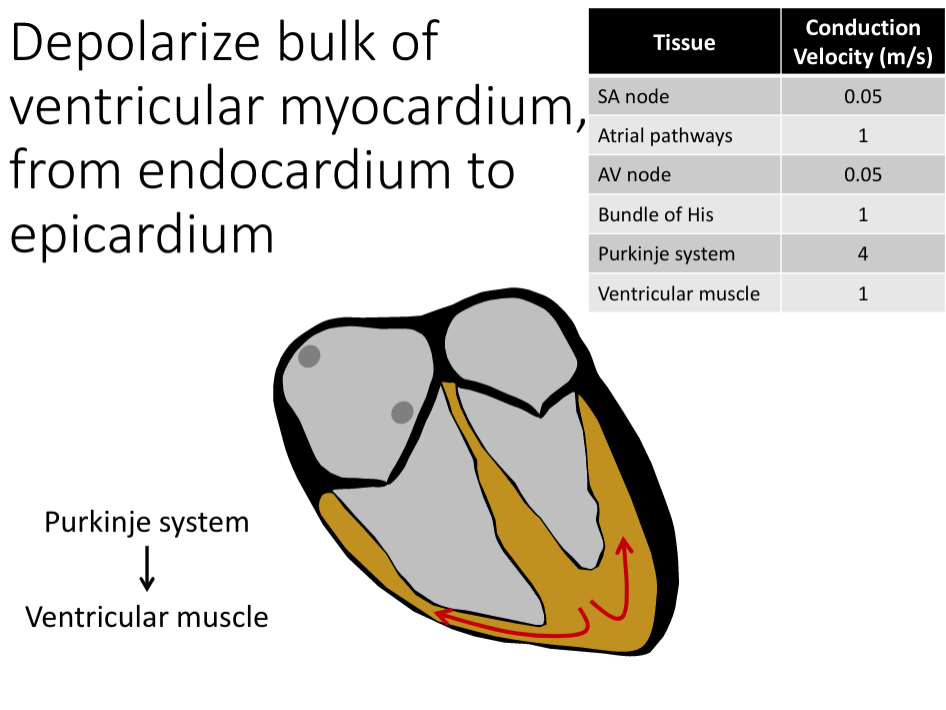 Depolarize bulk of
ventricular myocardium,
from endocardium to
epicardium
Tissue Conduction Velocity (m/s)
SA node 0.05
Atrial pathways 1
AV node 0.05
Bundle of His 1
Purkinje system 4
Ventricular muscle 1
Purkinje system
Ventricular muscle